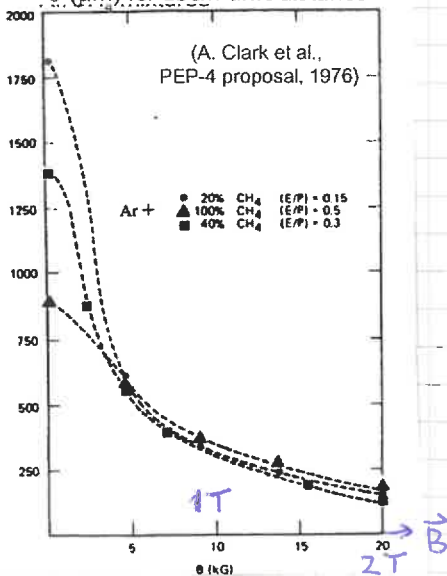 (A. Clark et al.,
PEP-4 proposal, 1976)
2000
1750
1500
1250
1000
750
500
250
Ar +
20% CH4 (E/P) = 0.15
100% CH4 (E/P) = 0.5
40% CH4 (E/P) = 0.3
1T
5
10
15
20
B
B (kG)
2T